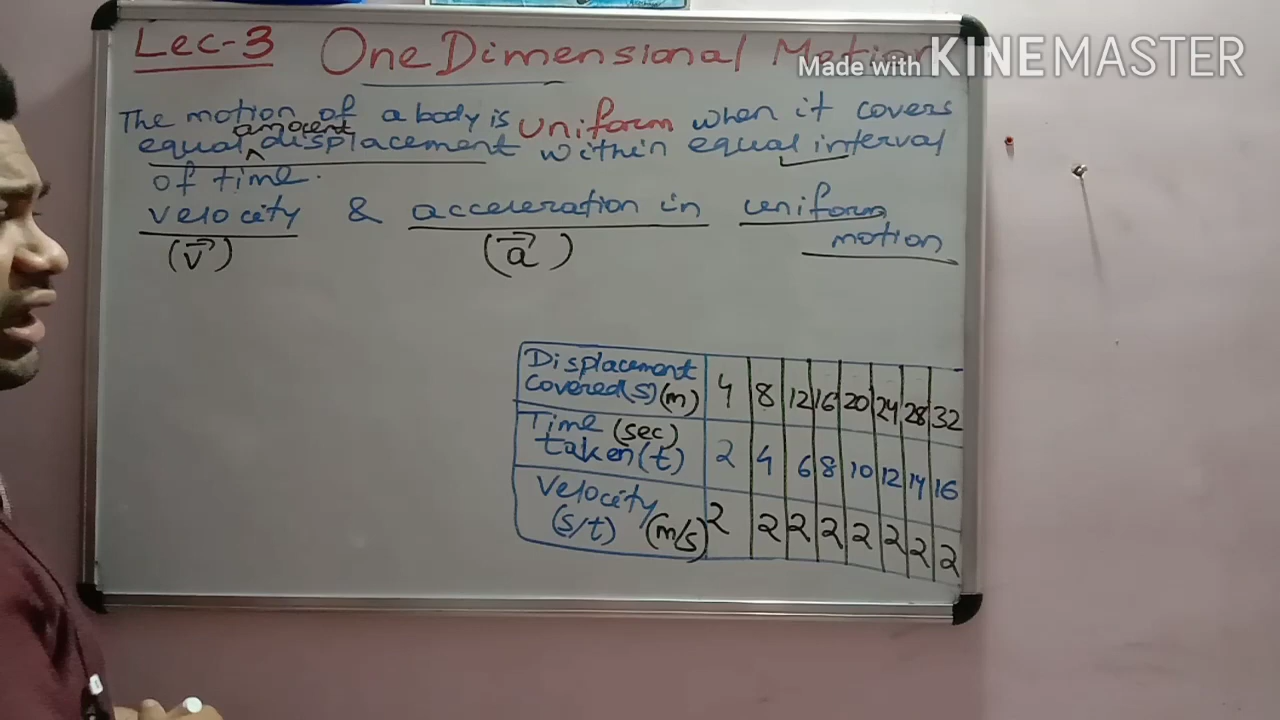 Lec-3 One Dimensional Motion
Made with KINEMASTER
The motion of a body is uniform when it covers
amount
equal displacement within equal interval
of time.
velocity & acceleration in uniform
motion
(v⃗) (a⃗)
Displacement covered(s)(m) 4 8 12 16 20 24 28 32
Time (sec) taken(t) 2 4 6 8 10 12 14 16
Velocity (s/t) (m/s) 2 2 2 2 2 2 2 2